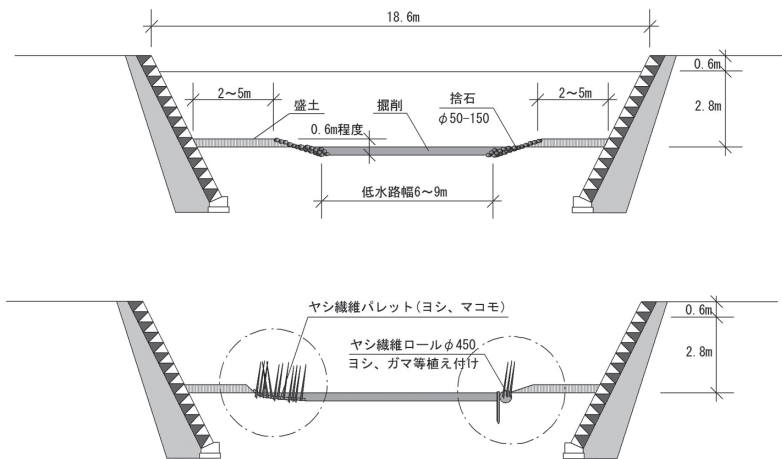 18.6m
0.6m
2.8m
2～5m
2～5m
盛土
掘削
捨石
φ50-150
0.6m程度
低水路幅6～9m
ヤシ繊維パレット(ヨシ、マコモ)
0.6m
2.8m
ヤシ繊維ロールφ450
ヨシ、ガマ等植え付け